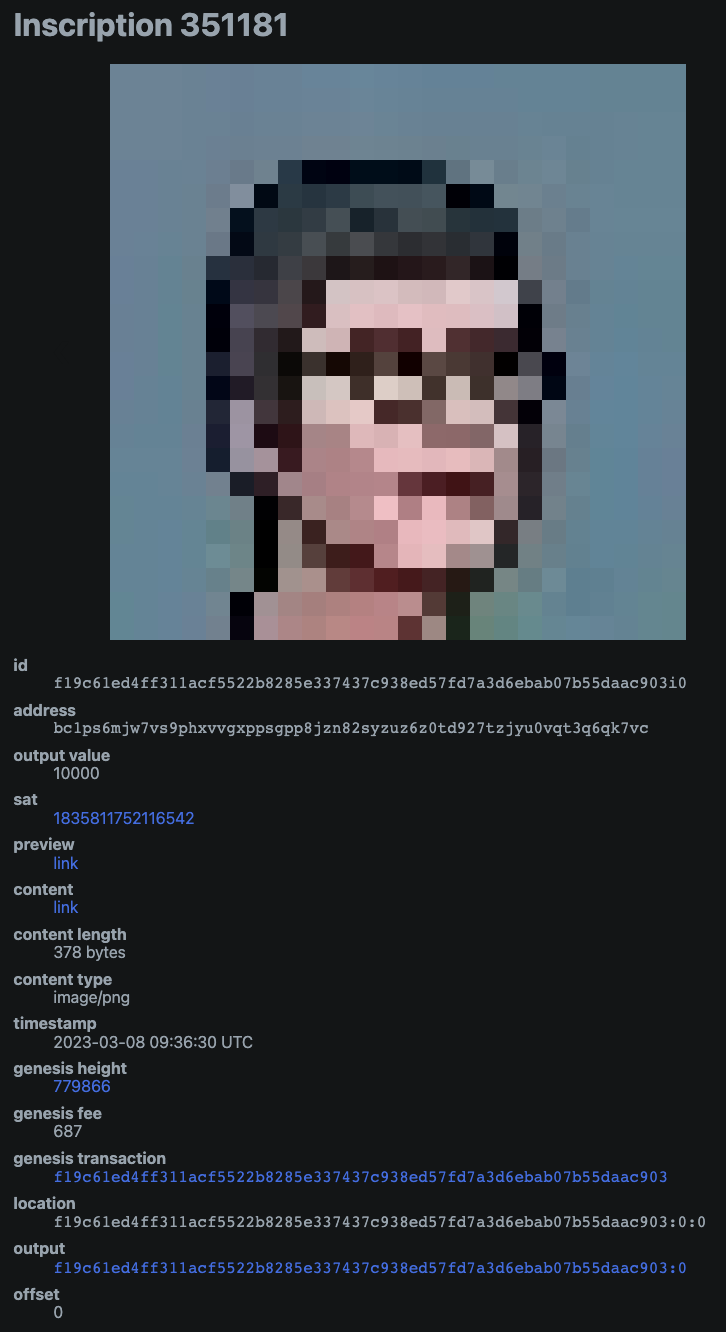 Inscription 351181
id
f19c61ed4ff311acf5522b8285e337437c938ed57fd7a3d6ebab07b55daac903i0
address
bc1ps6mjw7vs9phxvvgxppsgpp8jzn82syzuz6z0td927tzjyu0vqt3q6qk7vc
output value
10000
sat
1835811752116542
preview
link
content
link
content length
378 bytes
content type
image/png
timestamp
2023-03-08 09:36:30 UTC
genesis height
779866
genesis fee
687
genesis transaction
f19c61ed4ff311acf5522b8285e337437c938ed57fd7a3d6ebab07b55daac903
location
f19c61ed4ff311acf5522b8285e337437c938ed57fd7a3d6ebab07b55daac903:0:0
output
f19c61ed4ff311acf5522b8285e337437c938ed57fd7a3d6ebab07b55daac903:0
offset
0